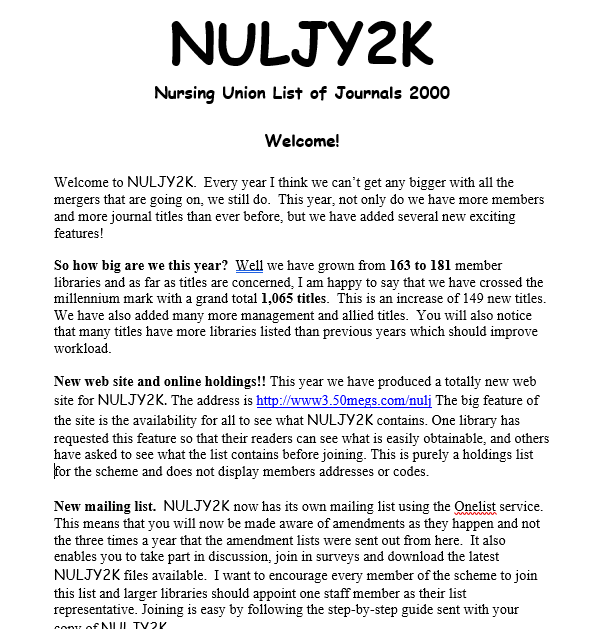 NULJY2K
Nursing Union List of Journals 2000
Welcome!
Welcome to NULJY2K.  Every year I think we can’t get any bigger with all the
mergers that are going on, we still do.  This year, not only do we have more members
and more journal titles than ever before, but we have added several new exciting
features!
So how big are we this year?  Well we have grown from 163 to 181 member
libraries and as far as titles are concerned, I am happy to say that we have crossed the
millennium mark with a grand total 1,065 titles.  This is an increase of 149 new titles.
We have also added many more management and allied titles.  You will also notice
that many titles have more libraries listed than previous years which should improve
workload.
New web site and online holdings!! This year we have produced a totally new web
site for NULJY2K. The address is http://www3.50megs.com/nulj The big feature of
the site is the availability for all to see what NULJY2K contains. One library has
requested this feature so that their readers can see what is easily obtainable, and others
have asked to see what the list contains before joining. This is purely a holdings list
for the scheme and does not display members addresses or codes.
New mailing list.  NULJY2K now has its own mailing list using the Onelist service.
This means that you will now be made aware of amendments as they happen and not
the three times a year that the amendment lists were sent out from here.  It also
enables you to take part in discussion, join in surveys and download the latest
NULJY2K files available.  I want to encourage every member of the scheme to join
this list and larger libraries should appoint one staff member as their list
representative. Joining is easy by following the step-by-step guide sent with your
copy of NULJY2K